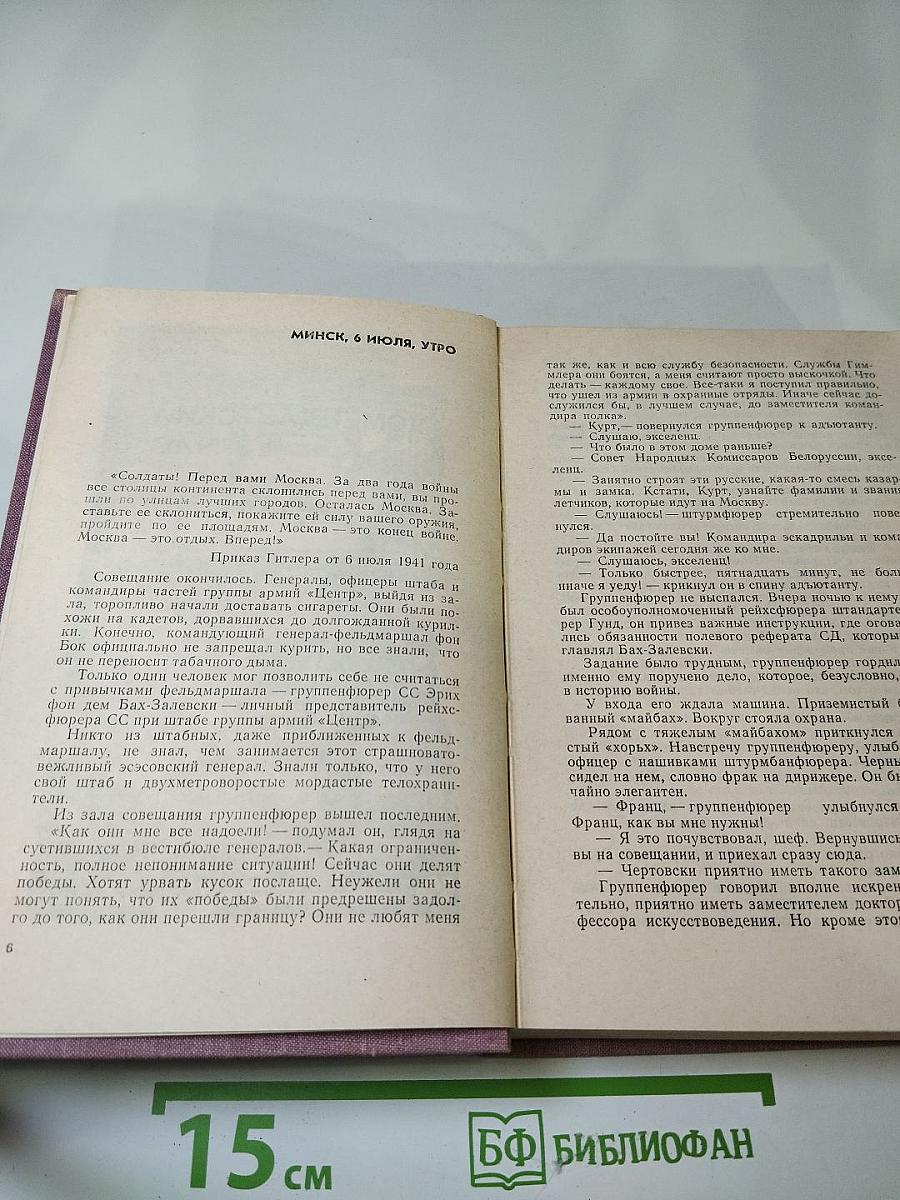 МИНСК, 6 ИЮЛЯ, УТРО
«Солдаты! Перед вами Москва. За два года войны
все столицы континента склонились перед вами, вы про-
шли по улицам лучших городов. Осталась Москва. За-
ставьте ее склониться, покажите ей силу вашего оружия,
пройдите по ее площадям. Москва — это конец войне.
Москва — это отдых. Вперед!»
Приказ Гитлера от 6 июля 1941 года
Совещание окончилось. Генералы, офицеры штаба и
командиры частей группы армий «Центр», выйдя из за-
ла, торопливо начали доставать сигареты. Они были по-
хожи на кадетов, дорвавшихся до долгожданной курил-
ки. Конечно, командующий генерал-фельдмаршал фон
Бок официально не запрещал курить, но все знали, что
он не переносит табачного дыма.
Только один человек мог позволить себе не считаться
с привычками фельдмаршала — группенфюрер СС Эрих
фон дем Бах-Залевски — личный представитель рейхс-
фюрера СС при штабе группы армий «Центр».
Никто из штабных, даже приближенных к фельд-
маршалу, не знал, чем занимается этот страшновато-
вежливый эсэсовский генерал. Знали только, что у него
свой штаб и двухметроворостые мордастые телохрани-
тели.
Из зала совещания группенфюрер вышел последним.
«Как они мне все надоели! — подумал он, глядя на
суетившихся в вестибюле генералов.— Какая ограничен-
ность, полное непонимание ситуации! Сейчас они делят
победы. Хотят урвать кусок послаще. Неужели они не
могут понять, что их «победы» были предрешены задол-
го до того, как они перешли границу? Они не любят меня
6
так же, как и всю службу безопасности. Службы Гим-
млера они боятся, а меня считают просто выскочкой. Что
делать — каждому свое. Все-таки я поступил правильно,
что ушел из армии в охранные отряды. Иначе сейчас до-
служился бы, в лучшем случае, до заместителя коман-
дира полка».
— Курт,— повернулся группенфюрер к адъютанту.
— Слушаю, экселенц.
— Что было в этом доме раньше?
— Совет Народных Комиссаров Белоруссии, эксе-
ленц.
— Занятно строят эти русские, какая-то смесь казар
мы и замка. Кстати, Курт, узнайте фамилии и звания
летчиков, которые идут на Москву.
— Слушаюсь! — штурмфюрер стремительно пове
нулся.
— Да постойте вы! Командира эскадрильи и кома
диров экипажей сегодня же ко мне.
— Слушаюсь, экселенц!
— Только быстрее, пятнадцать минут, не бол
иначе я уеду! — крикнул он в спину адъютанту.
Группенфюрер не выспался. Вчера ночью к нему
был особоуполномоченный рейхсфюрера штандарте
рер Гунд, он привез важные инструкции, где огова
лись обязанности полевого реферата СД, которы
главлял Бах-Залевски.
Задание было трудным, группенфюрер гордил
именно ему поручено дело, которое, безусловно,
в историю войны.
У входа его ждала машина. Приземистый б
ванный «майбах». Вокруг стояла охрана.
Рядом с тяжелым «майбахом» приткнулся
стый «хорьх». Навстречу группенфюреру, улыб
офицер с нашивками штурмбанфюрера. Черны
сидел на нем, словно фрак на дирижере. Он бы
чайно элегантен.
— Франц, — группенфюрер улыбнулся
Франц, как вы мне нужны!
— Я это почувствовал, шеф. Вернувшись
вы на совещании, и приехал сразу сюда.
— Чертовски приятно иметь такого зам
Группенфюрер говорил вполне искрен
тельно, приятно иметь заместителем доктор
фессора искусствоведения. Но кроме этог
15 см
БФ БИБЛИОФАН